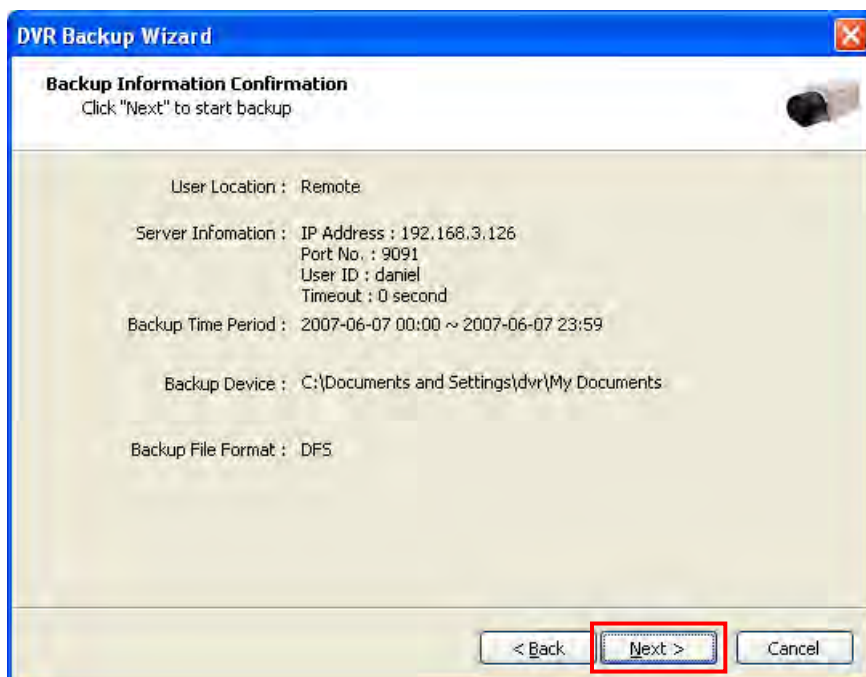 DVR Backup Wizard
Backup Information Confirmation
Click "Next" to start backup
User Location : Remote
Server Infomation : IP Address : 192.168.3.126
Port No. : 9091
User ID : daniel
Timeout : 0 second
Backup Time Period : 2007-06-07 00:00 ~ 2007-06-07 23:59
Backup Device : C:\Documents and Settings\dvr\My Documents
Backup File Format : DFS
< Back Next > Cancel